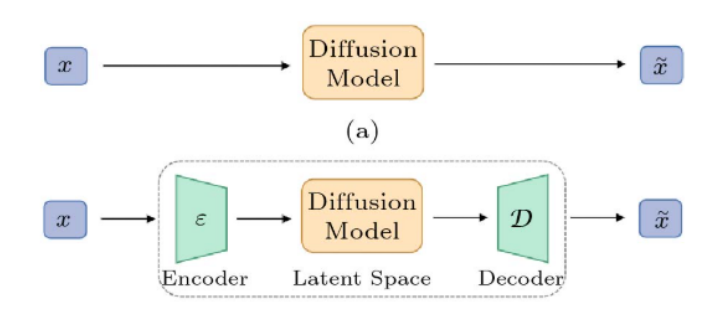 x Diffusion Model x̃
(a)
x ε Diffusion Model 𝒟 x̃
Encoder Latent Space Decoder